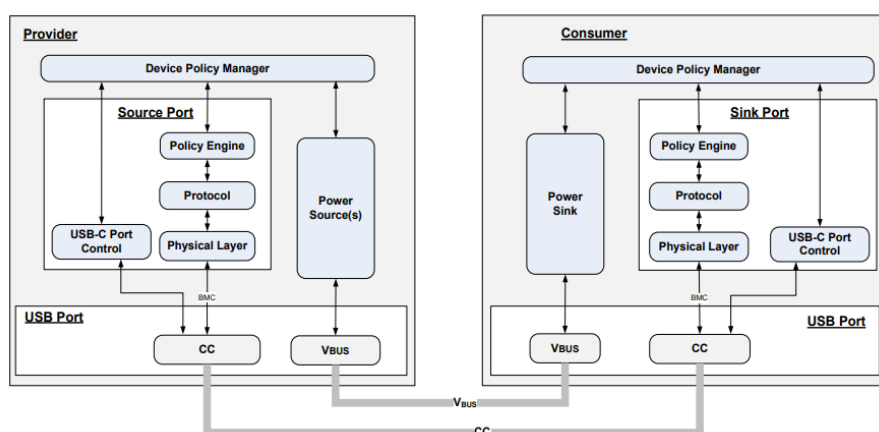 Provider
Device Policy Manager
Source Port
Policy Engine
Protocol
Physical Layer
USB-C Port
Control
Power
Source(s)
BMC
USB Port
CC
VBUS
Consumer
Device Policy Manager
Sink Port
Power
Sink
Policy Engine
Protocol
Physical Layer
USB-C Port
Control
BMC
USB Port
VBUS
CC
VBUS
CC